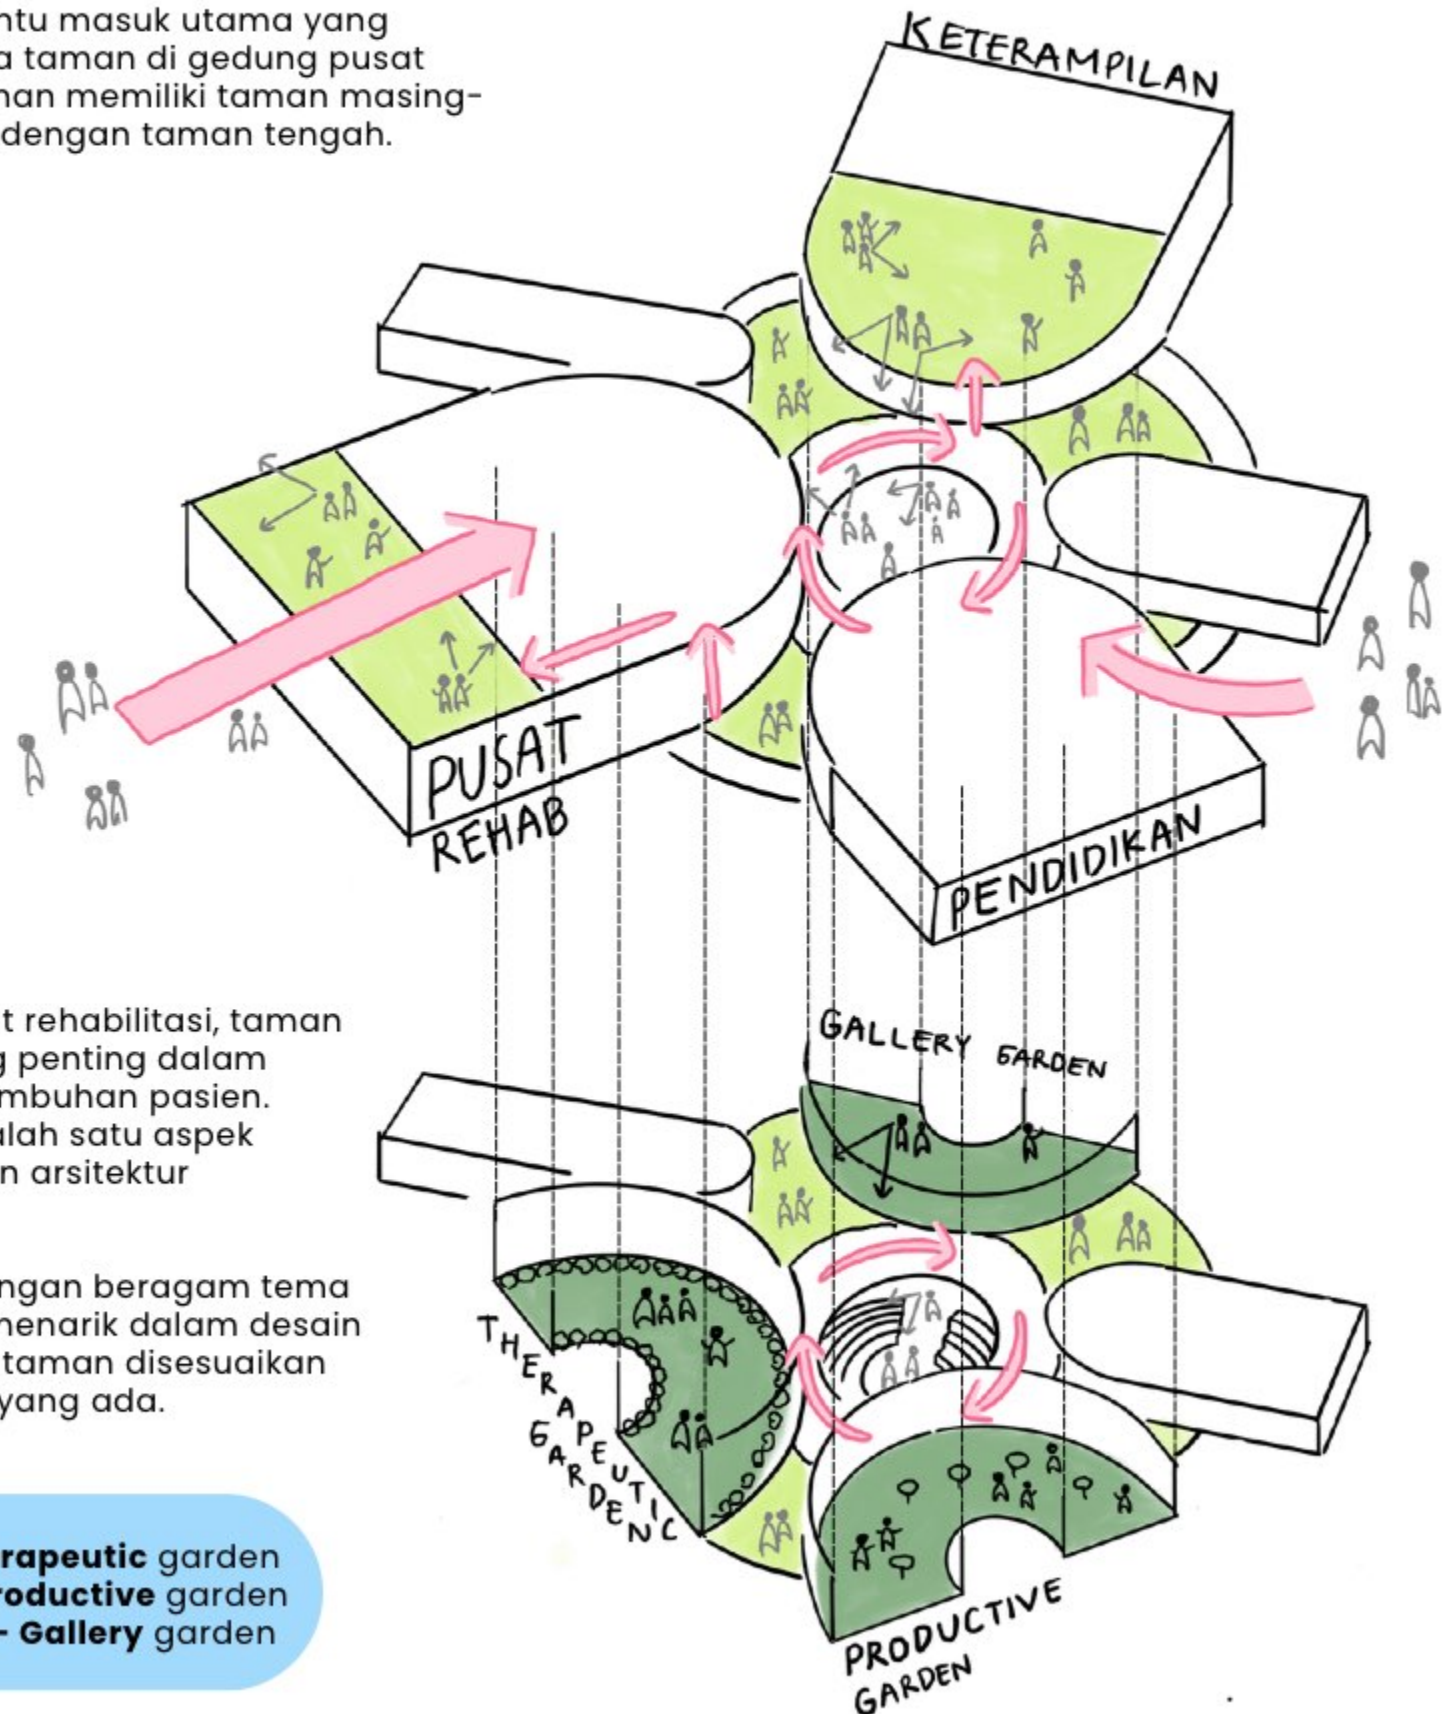 ntu masuk utama yang
a taman di gedung pusat
nan memiliki taman masing-
dengan taman tengah.
KETERAMPILAN
PUSAT
REHAB
PENDIDIKAN
t rehabilitasi, taman
g penting dalam
mbuhan pasien.
alah satu aspek
n arsitektur
ngan beragam tema
menarik dalam desain
taman disesuaikan
yang ada.
GALLERY GARDEN
THERAPEUTIC
GARDEN
PRODUCTIVE
GARDEN
rapeutic garden
roductive garden
- Gallery garden